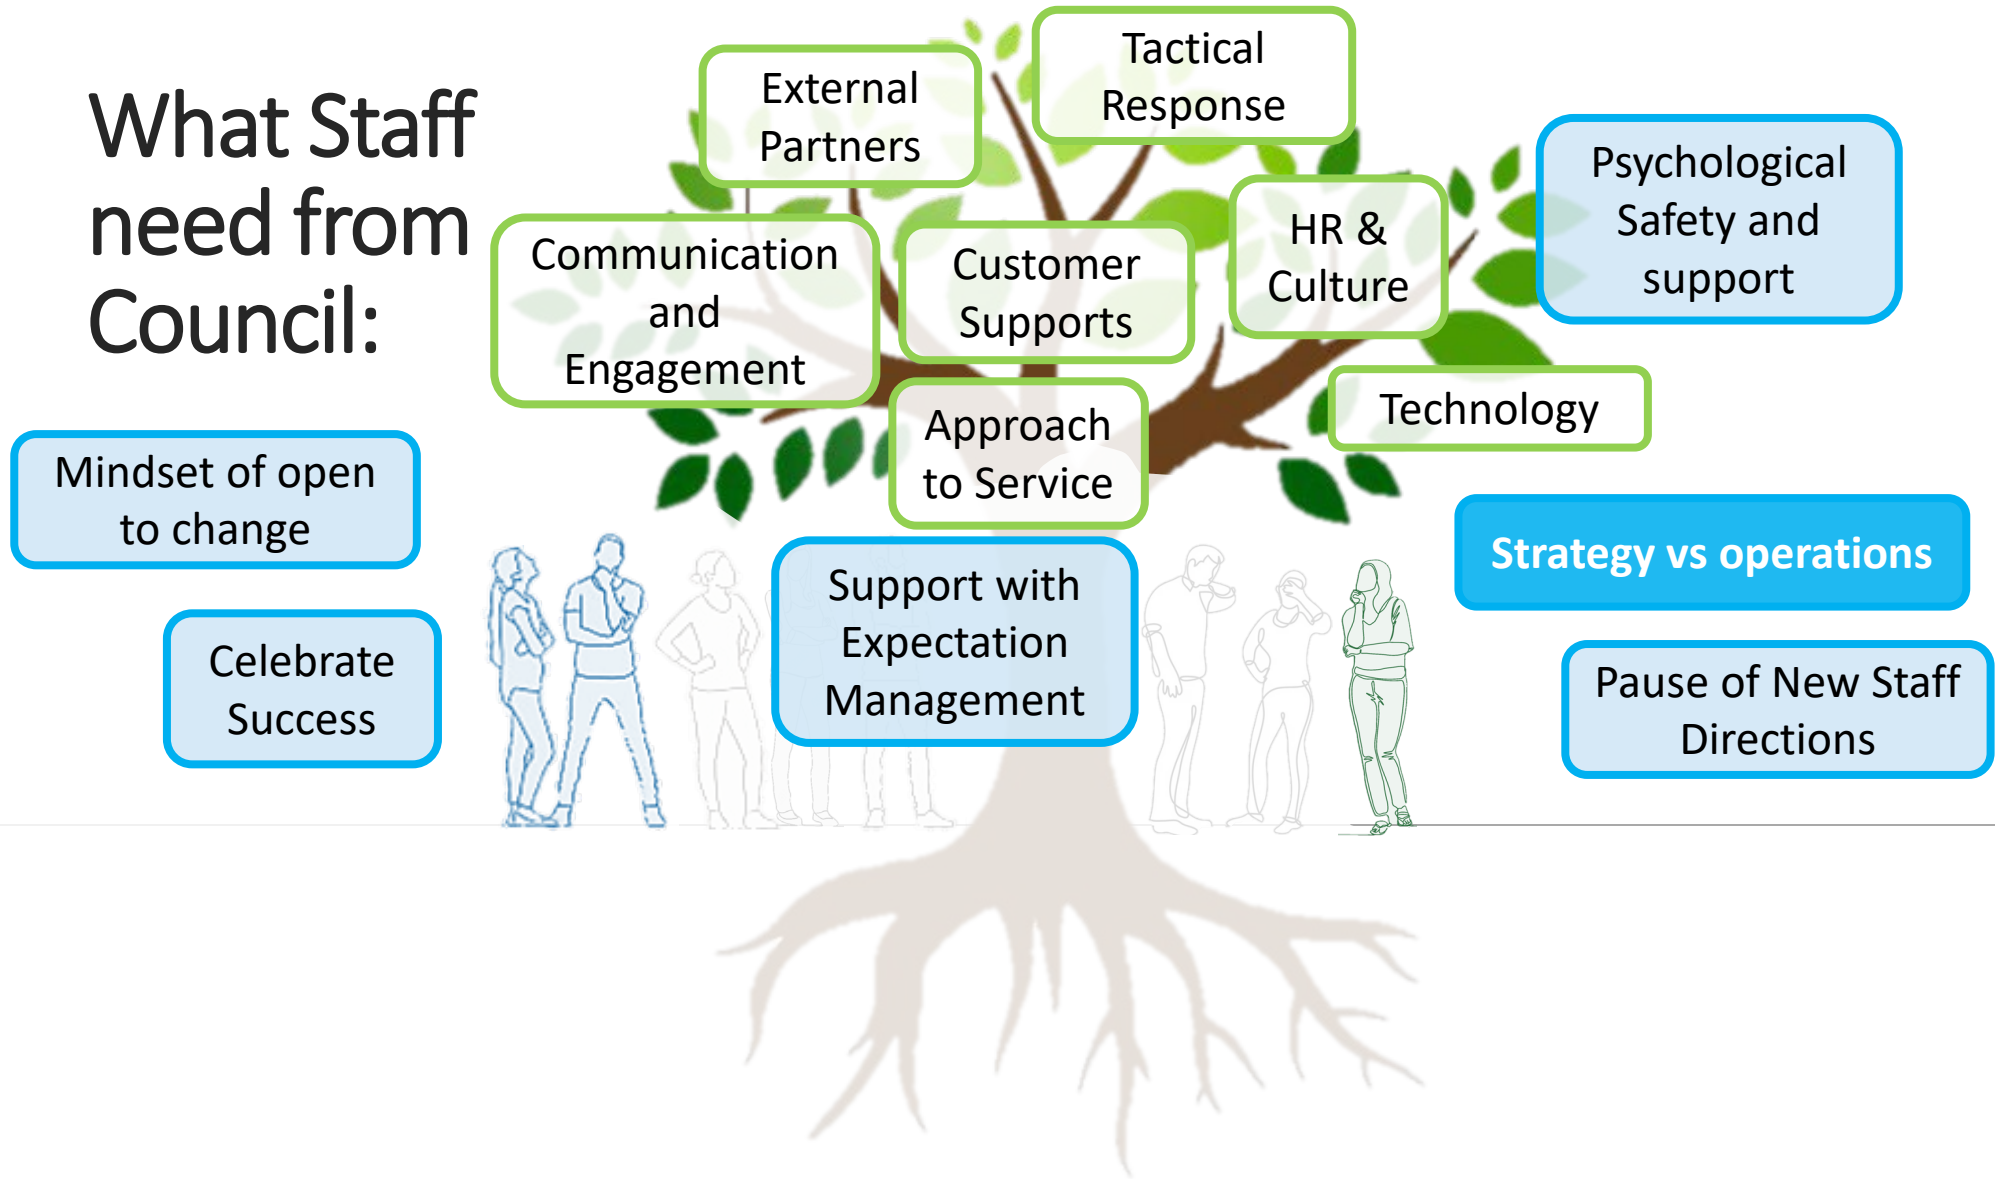 What Staff
need from
Council:
External
Partners
Tactical
Response
Psychological
Safety and
support
Communication
and
Engagement
Customer
Supports
HR &
Culture
Approach
to Service
Technology
Mindset of open
to change
Strategy vs operations
Support with
Expectation
Management
Celebrate
Success
Pause of New Staff
Directions